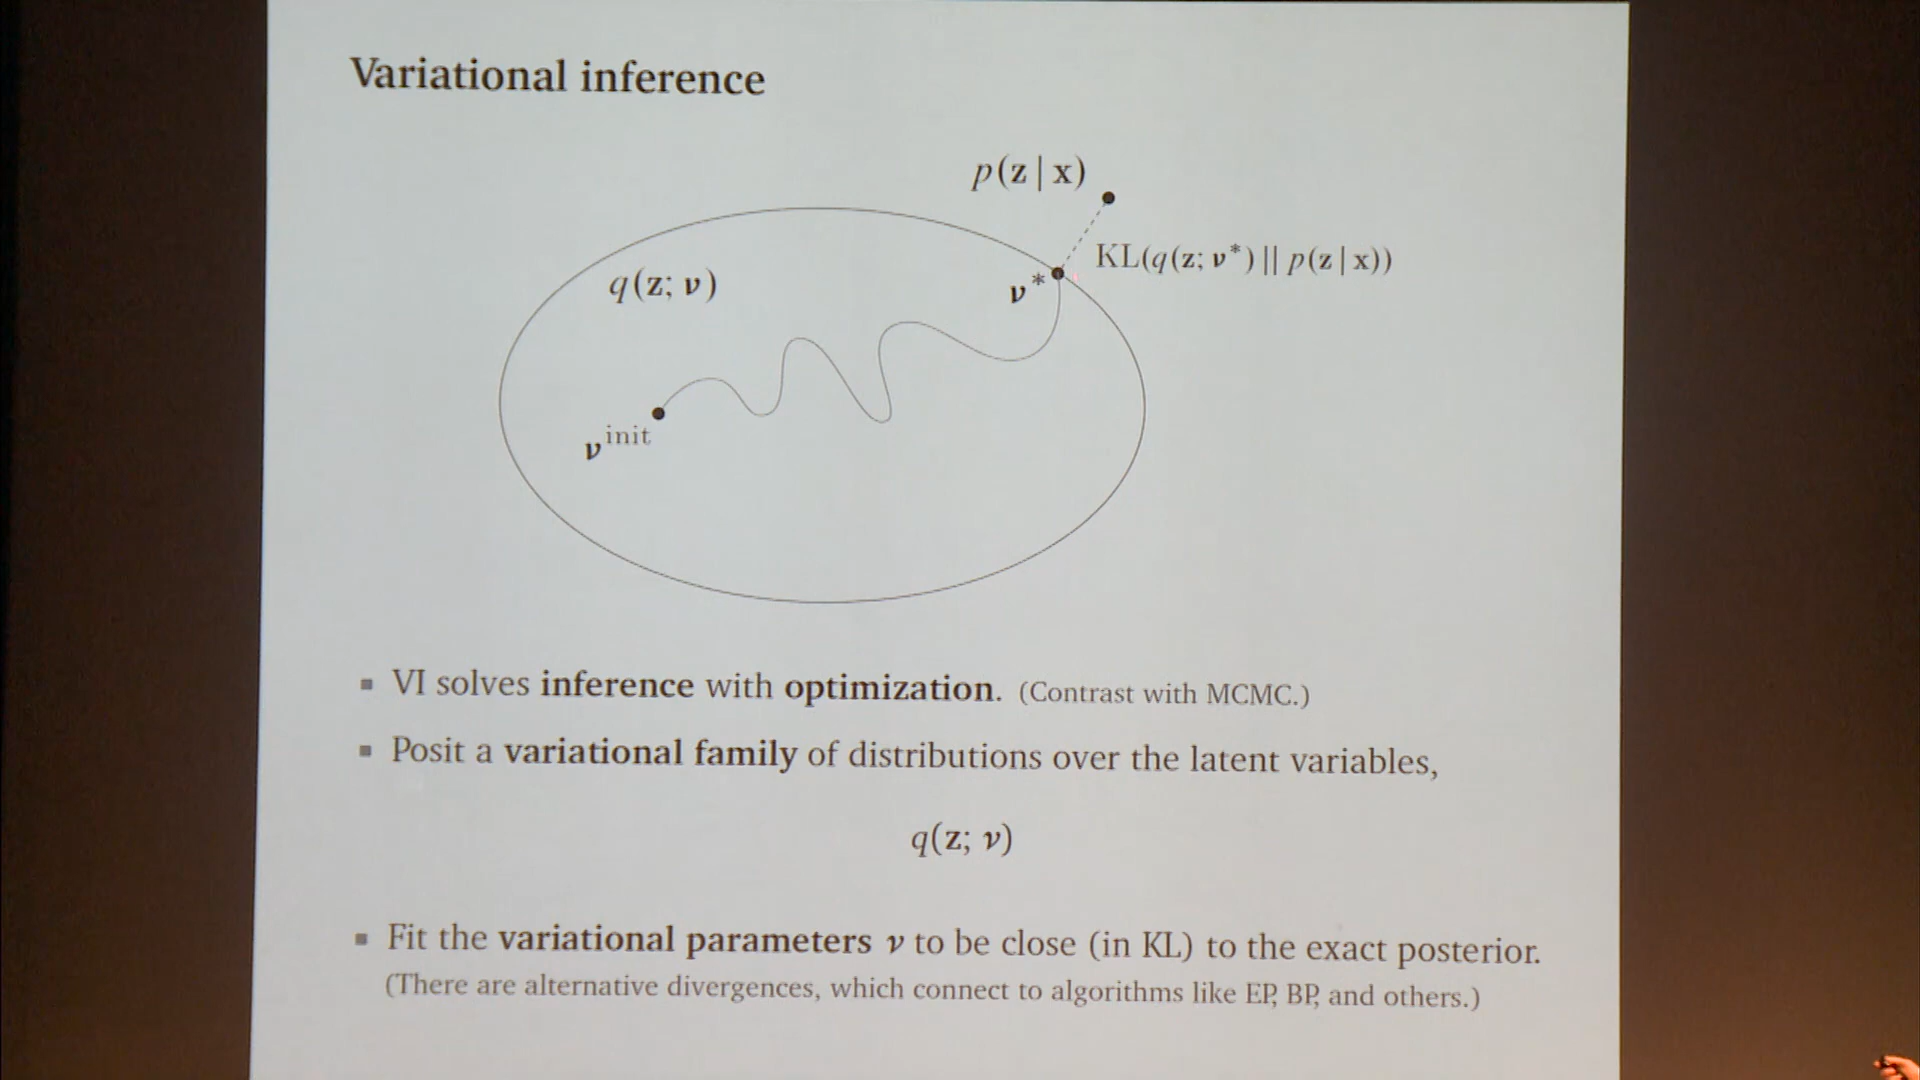 Variational inference
p(z | x)
KL(q(z; ν*) || p(z | x))
q(z; ν)
ν*
ν^init
▪ VI solves inference with optimization. (Contrast with MCMC.)
▪ Posit a variational family of distributions over the latent variables,
q(z; ν)
▪ Fit the variational parameters ν to be close (in KL) to the exact posterior.
(There are alternative divergences, which connect to algorithms like EP, BP, and others.)